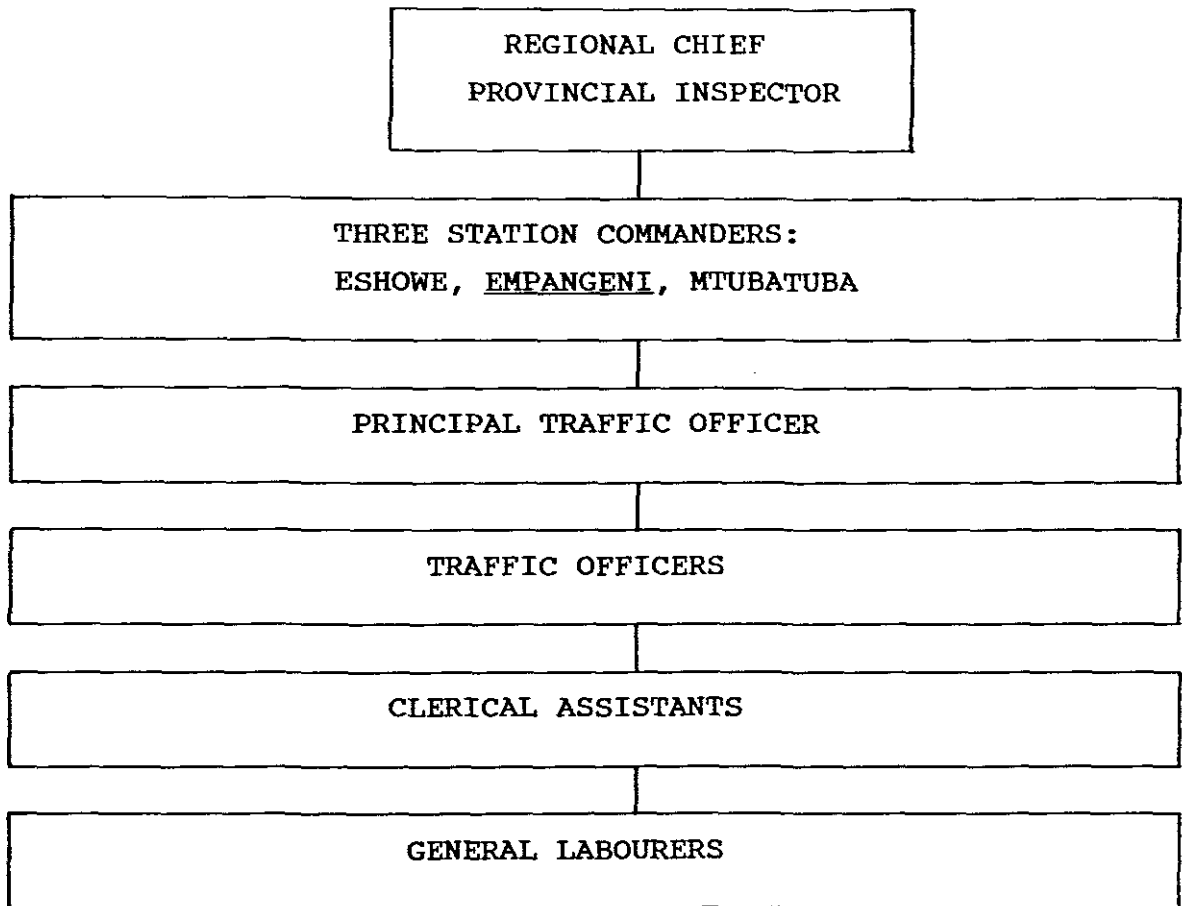 REGIONAL CHIEF
PROVINCIAL INSPECTOR
THREE STATION COMMANDERS:
ESHOWE, EMPANGENI, MTUBATUBA
PRINCIPAL TRAFFIC OFFICER
TRAFFIC OFFICERS
CLERICAL ASSISTANTS
GENERAL LABOURERS